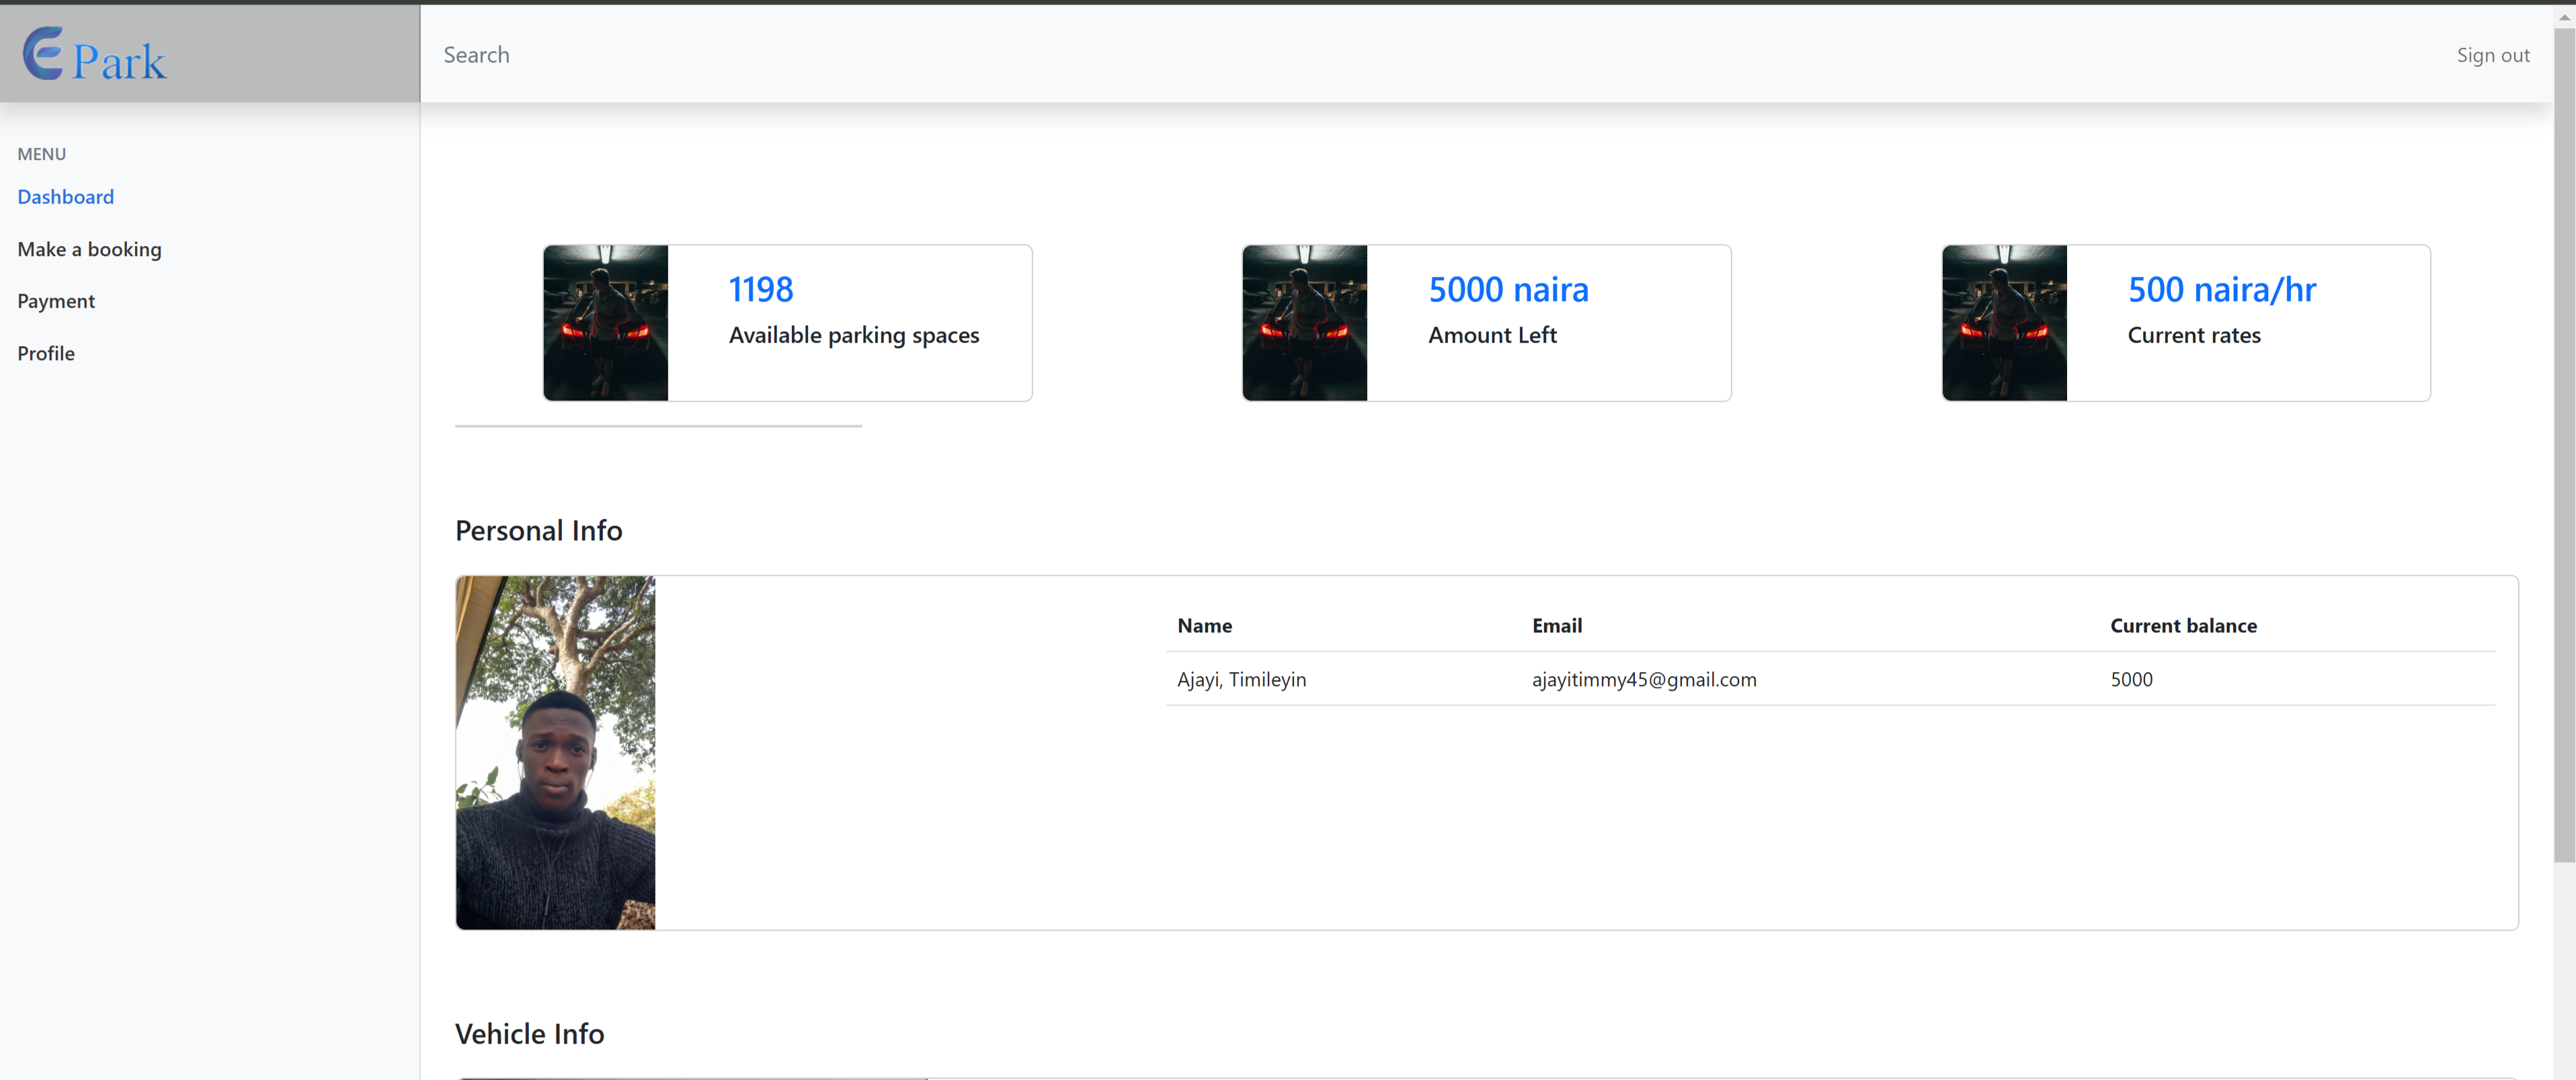 E Park
Search
Sign out
MENU
Dashboard
Make a booking
Payment
Profile
1198
Available parking spaces
5000 naira
Amount Left
500 naira/hr
Current rates
Personal Info
Name Email Current balance
Ajayi, Timileyin ajayitimmy45@gmail.com 5000
Vehicle Info